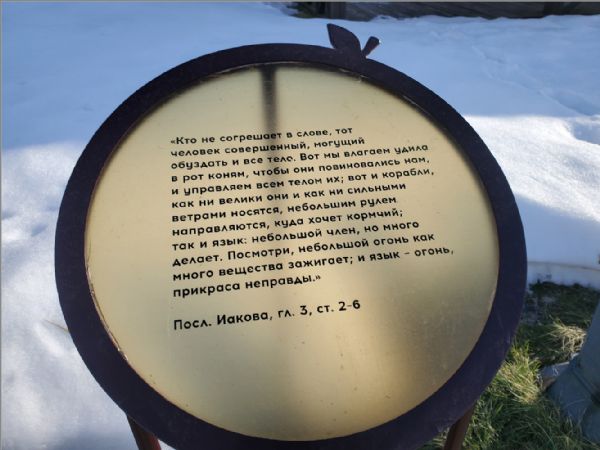 «Кто не согрешает в слове, тот
человек совершенный, могущий
обуздать и все тело. Вот мы влагаем удила
в рот коням, чтобы они повиновались нам,
и управляем всем телом их; вот и корабли,
как ни велики они и как ни сильными
ветрами носятся, небольшим рулем
направляются, куда хочет кормчий;
так и язык: небольшой член, но много
делает. Посмотри, небольшой огонь как
много вещества зажигает; и язык – огонь,
прикраса неправды.»
Посл. Иакова, гл. 3, ст. 2-6